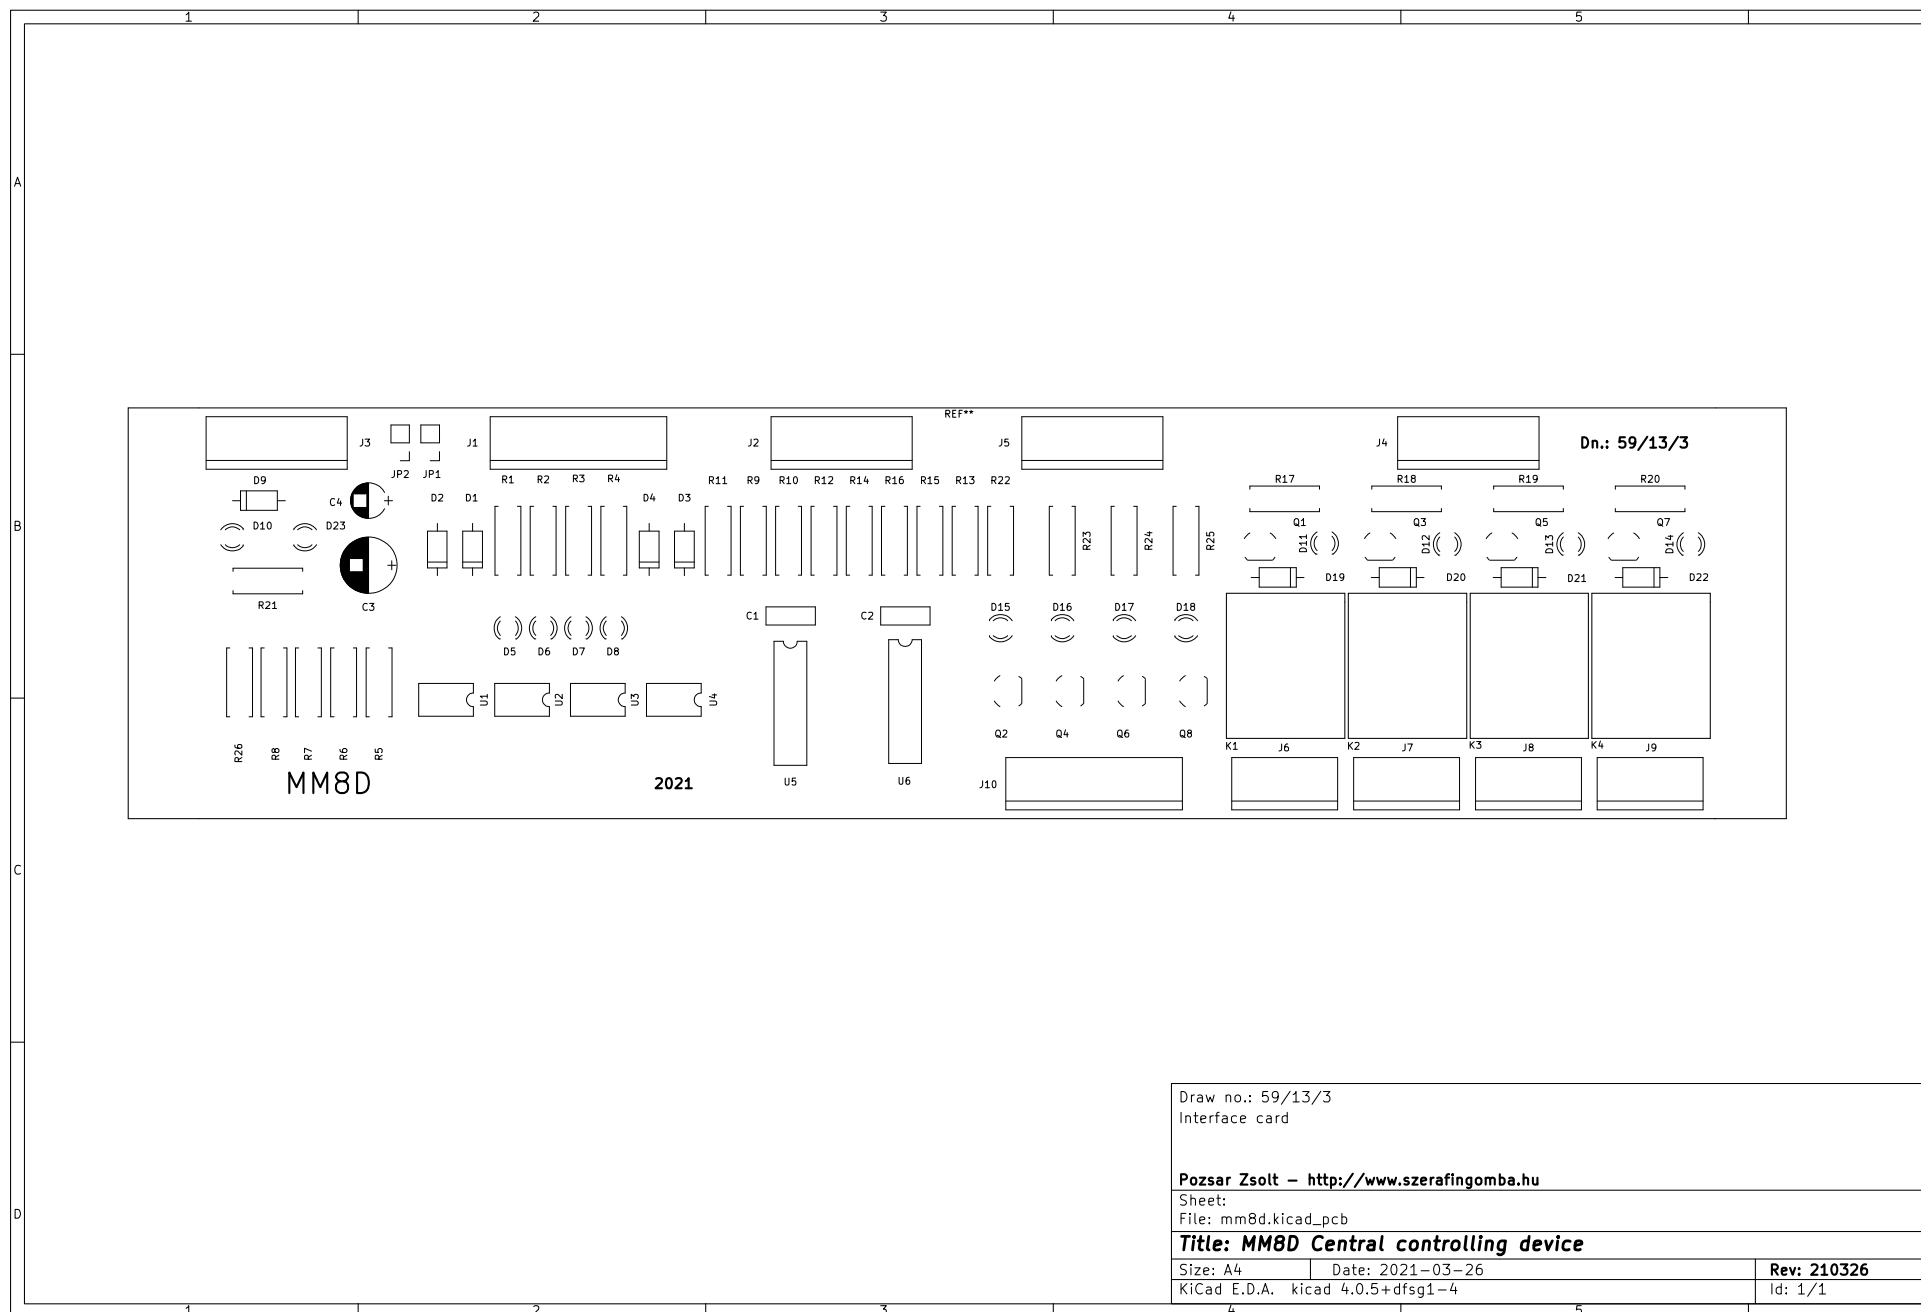 1 2 3 4 5
A
REF**
J3 J1 J2 J5 J4 Dn.: 59/13/3
JP2 JP1
D9 R1 R2 R3 R4 R11 R9 R10 R12 R14 R16 R15 R13 R22 R17 R18 R19 R20
C4 D2 D1 D4 D3
B D10 D23 Q1 Q3 Q5 Q7
R23 R24 R25 D11 D12 D13 D14
D19 D20 D21 D22
R21 C3 C1 C2 D15 D16 D17 D18
D5 D6 D7 D8
U1 U2 U3 U4
Q2 Q4 Q6 Q8
R26 R8 R7 R6 R5 K1 J6 K2 J7 K3 J8 K4 J9
MM8D 2021 U5 U6 J10
C
Draw no.: 59/13/3
Interface card
Pozsar Zsolt – http://www.szerafingomba.hu
Sheet:
D
File: mm8d.kicad_pcb
Title: MM8D Central controlling device
Size: A4 Date: 2021-03-26 Rev: 210326
KiCad E.D.A. kicad 4.0.5+dfsg1-4 Id: 1/1
1 2 3 4 5